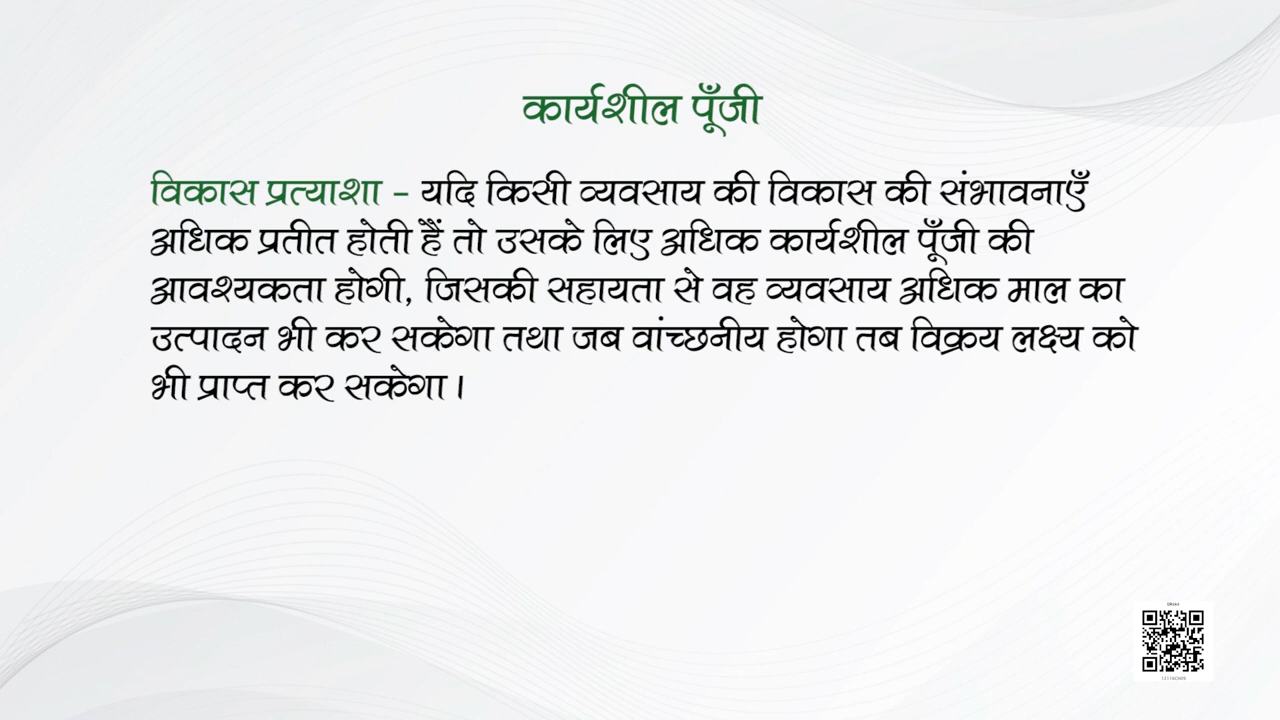 कार्यशील पूँजी
विकास प्रत्याशा - यदि किसी व्यवसाय की विकास की संभावनाएँ
अधिक प्रतीत होती हैं तो उसके लिए अधिक कार्यशील पूँजी की
आवश्यकता होगी, जिसकी सहायता से वह व्यवसाय अधिक माल का
उत्पादन भी कर सकेगा तथा जब वांच्छनीय होगा तब विक्रय लक्ष्य को
भी प्राप्त कर सकेगा।